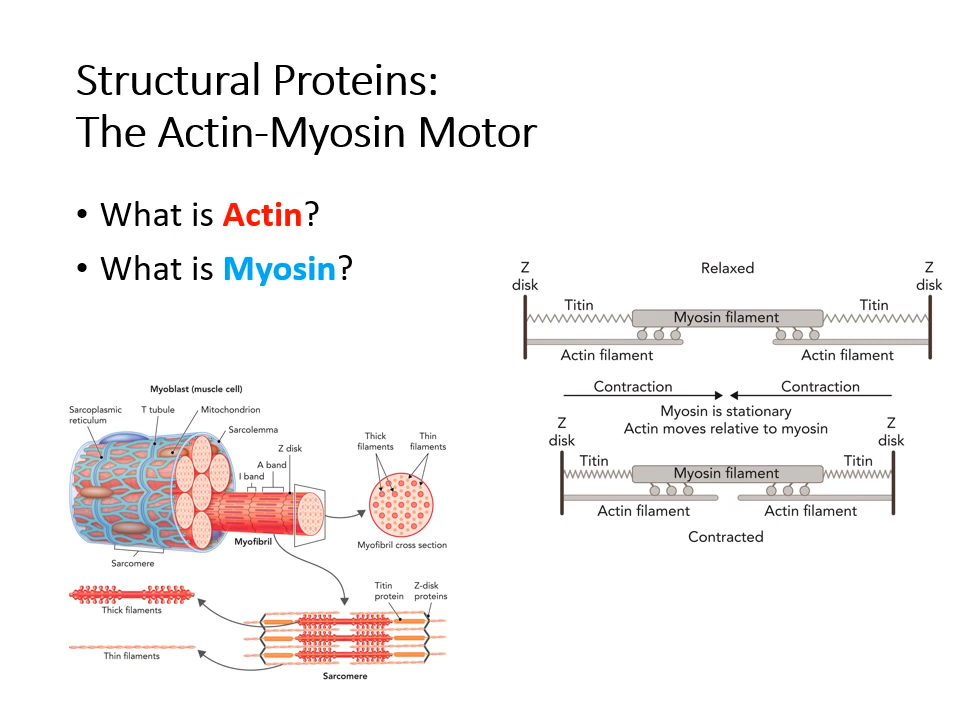 Structural Proteins:
The Actin-Myosin Motor
• What is Actin?
• What is Myosin?
Z
disk
Relaxed
Z
disk
Titin
Titin
Myosin filament
Actin filament
Actin filament
Contraction
Contraction
Myosin is stationary
Actin moves relative to myosin
Z
disk
Z
disk
Titin
Titin
Myosin filament
Actin filament
Actin filament
Contracted
Myoblast (muscle cell)
Sarcoplasmic
reticulum
T tubule
Mitochondrion
Sarcolemma
Z disk
A band
I band
Thick
filaments
Thin
filaments
Myofibril
Myofibril cross section
Sarcomere
Thick filaments
Thin filaments
Titin
protein
Z-disk
proteins
Sarcomere